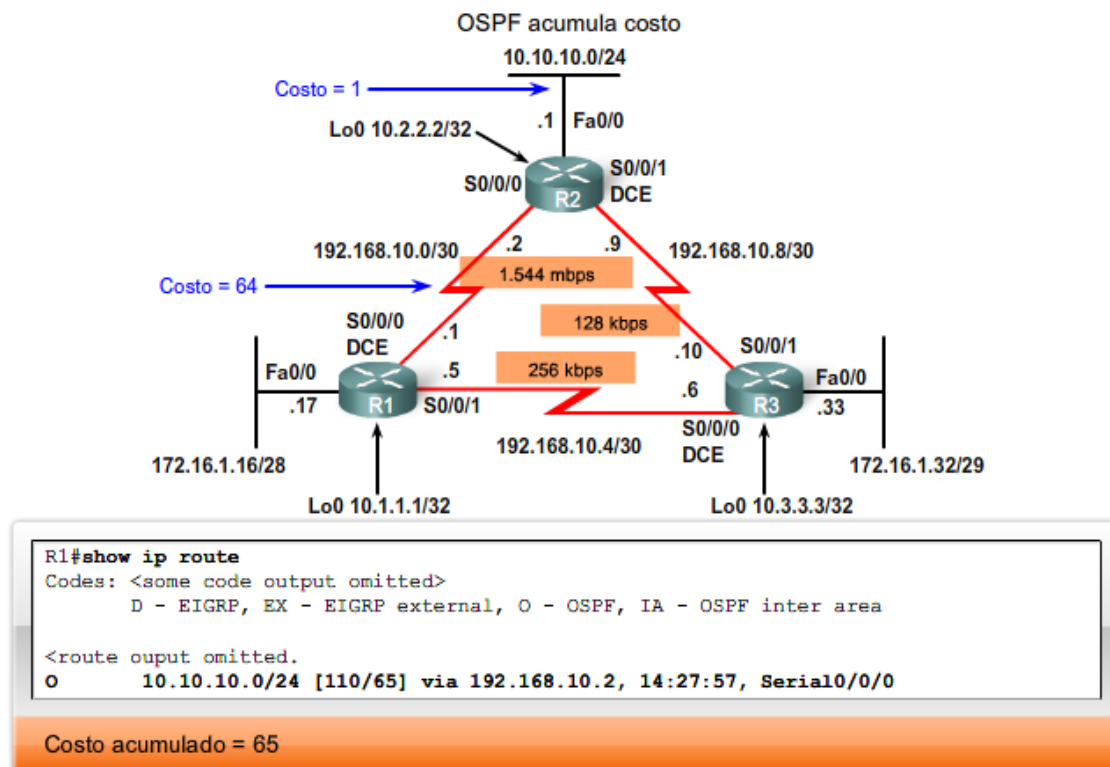 OSPF acumula costo
10.10.10.0/24
Costo = 1
.1
Fa0/0
Lo0 10.2.2.2/32
S0/0/0
R2
S0/0/1
DCE
192.168.10.0/30
.2
.9
192.168.10.8/30
1.544 mbps
Costo = 64
128 kbps
S0/0/0
DCE
.1
.10
S0/0/1
Fa0/0
.5
256 kbps
.6
Fa0/0
.17
R1
S0/0/1
R3
.33
S0/0/0
DCE
192.168.10.4/30
172.16.1.16/28
172.16.1.32/29
Lo0 10.1.1.1/32
Lo0 10.3.3.3/32
R1#show ip route
Codes: <some code output omitted>
D - EIGRP, EX - EIGRP external, O - OSPF, IA - OSPF inter area
<route ouput omitted.
O 10.10.10.0/24 [110/65] via 192.168.10.2, 14:27:57, Serial0/0/0
Costo acumulado = 65